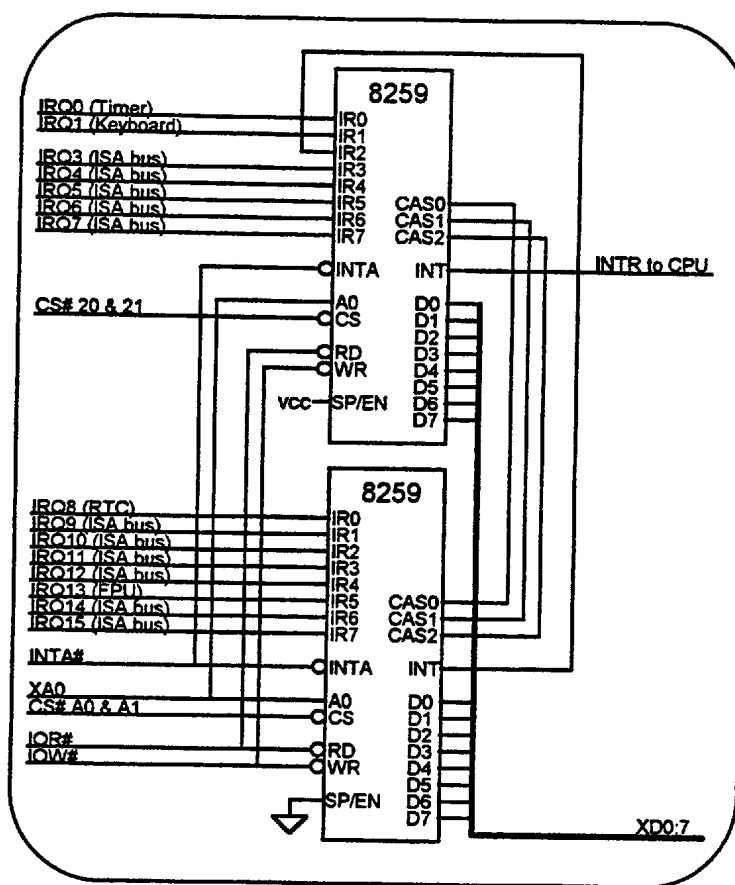 8259
IRQ0 (Timer)
IRQ1 (Keyboard)
IRQ3 (ISA bus)
IRQ4 (ISA bus)
IRQ5 (ISA bus)
IRQ6 (ISA bus)
IRQ7 (ISA bus)
CS# 20 & 21
VCC
IR0
IR1
IR2
IR3
IR4
IR5
IR6
IR7
INTA
A0
CS
RD
WR
SP/EN
CAS0
CAS1
CAS2
INT
D0
D1
D2
D3
D4
D5
D6
D7
INTR to CPU
8259
IRQ8 (RTC)
IRQ9 (ISA bus)
IRQ10 (ISA bus)
IRQ11 (ISA bus)
IRQ12 (ISA bus)
IRQ13 (FPU)
IRQ14 (ISA bus)
IRQ15 (ISA bus)
INTA#
XA0
CS# A0 & A1
IOR#
IOW#
IR0
IR1
IR2
IR3
IR4
IR5
IR6
IR7
INTA
A0
CS
RD
WR
SP/EN
CAS0
CAS1
CAS2
INT
D0
D1
D2
D3
D4
D5
D6
D7
XD0:7